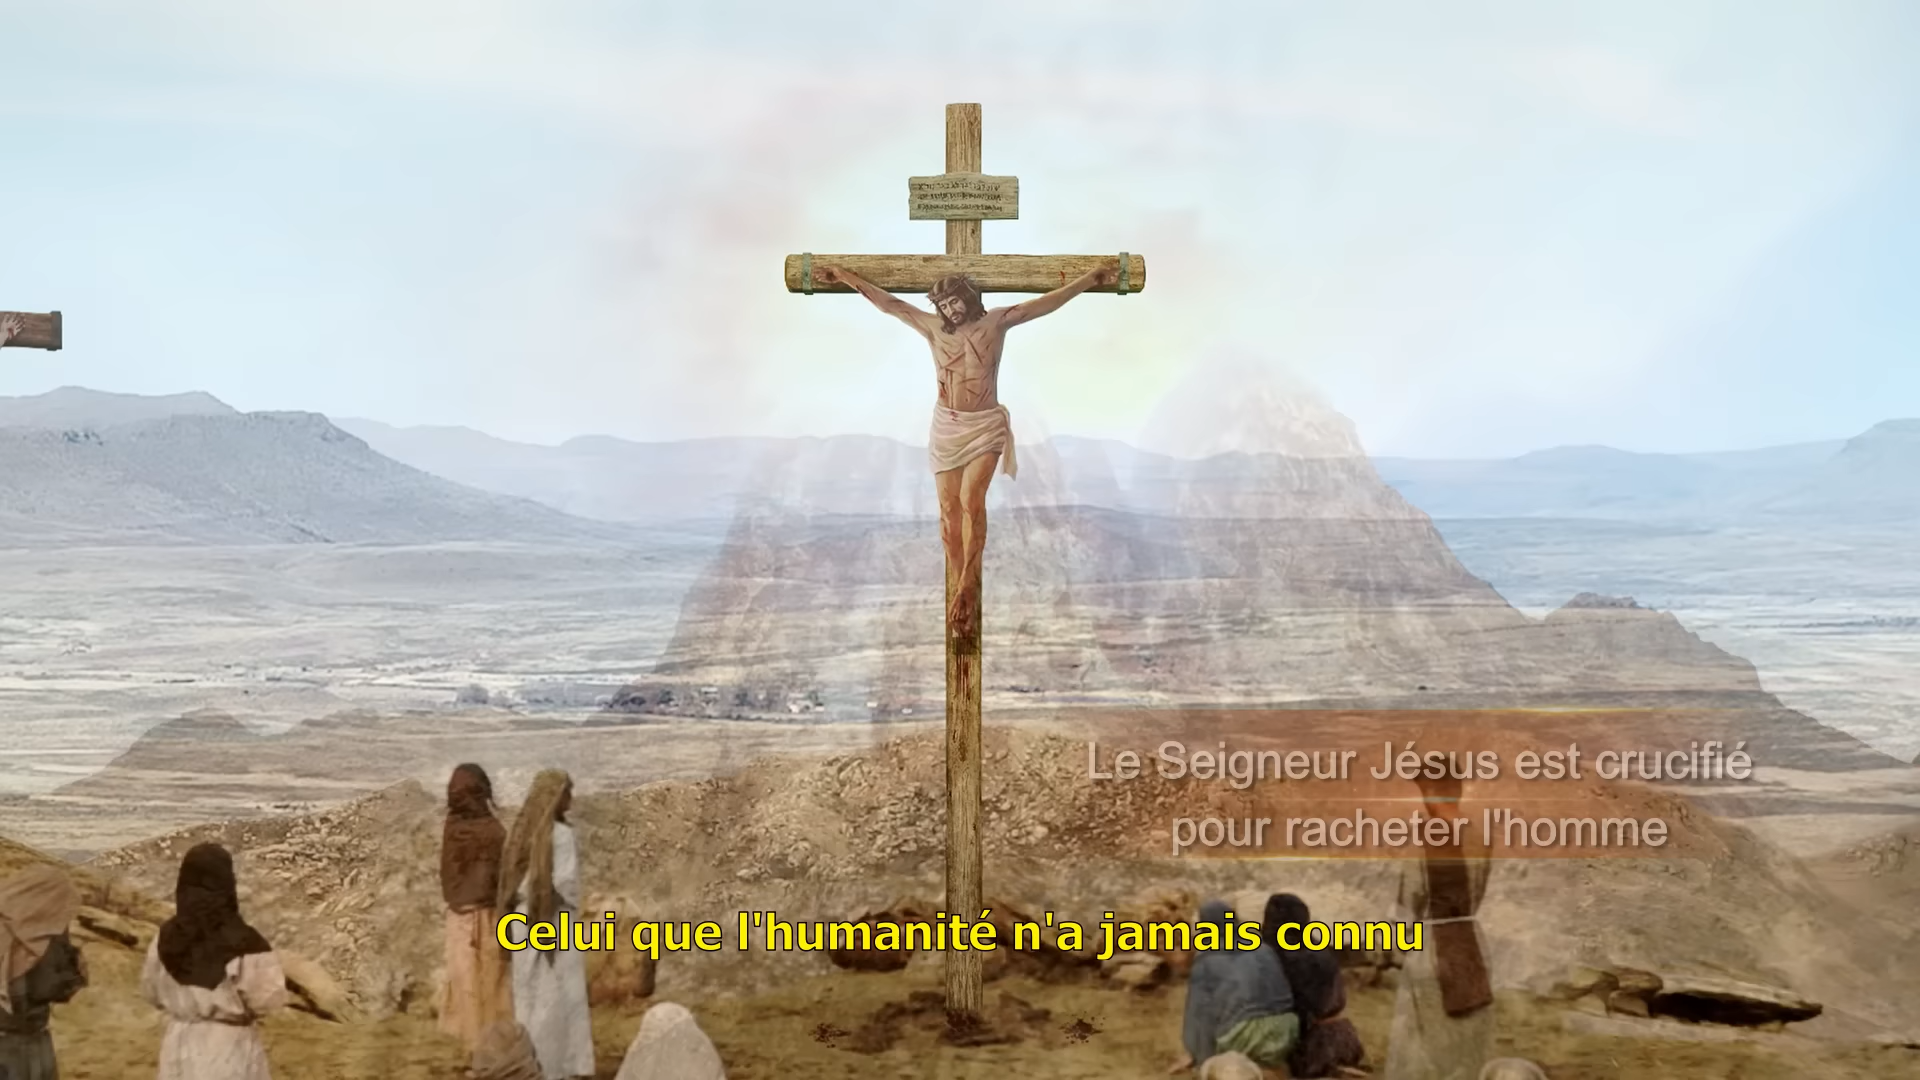 Le Seigneur Jésus est crucifié
pour racheter l'homme
Celui que l'humanité n'a jamais connu